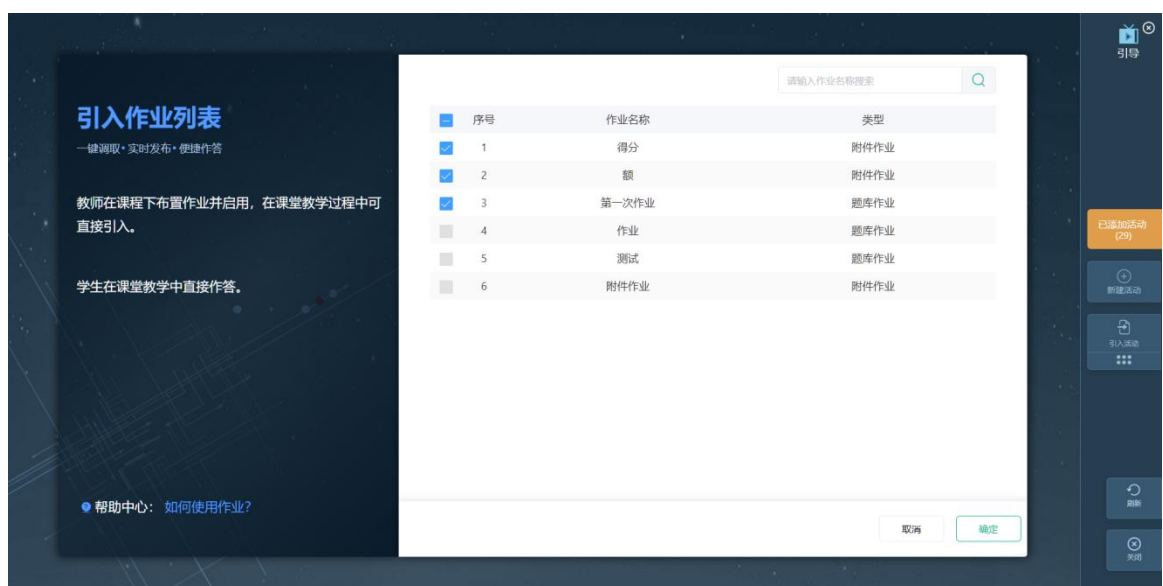 引导
请输入作业名称搜索
引入作业列表
一键调取•实时发布•便捷作答
教师在课程下布置作业并启用，在课堂教学过程中可
直接引入。
学生在课堂教学中直接作答。
帮助中心： 如何使用作业?
序号 作业名称 类型
1 得分 附件作业
2 额 附件作业
3 第一次作业 题库作业
4 作业 题库作业
5 测试 题库作业
6 附件作业 附件作业
取消 确定
已添加活动
(29)
新建活动
引入活动
刷新
关闭